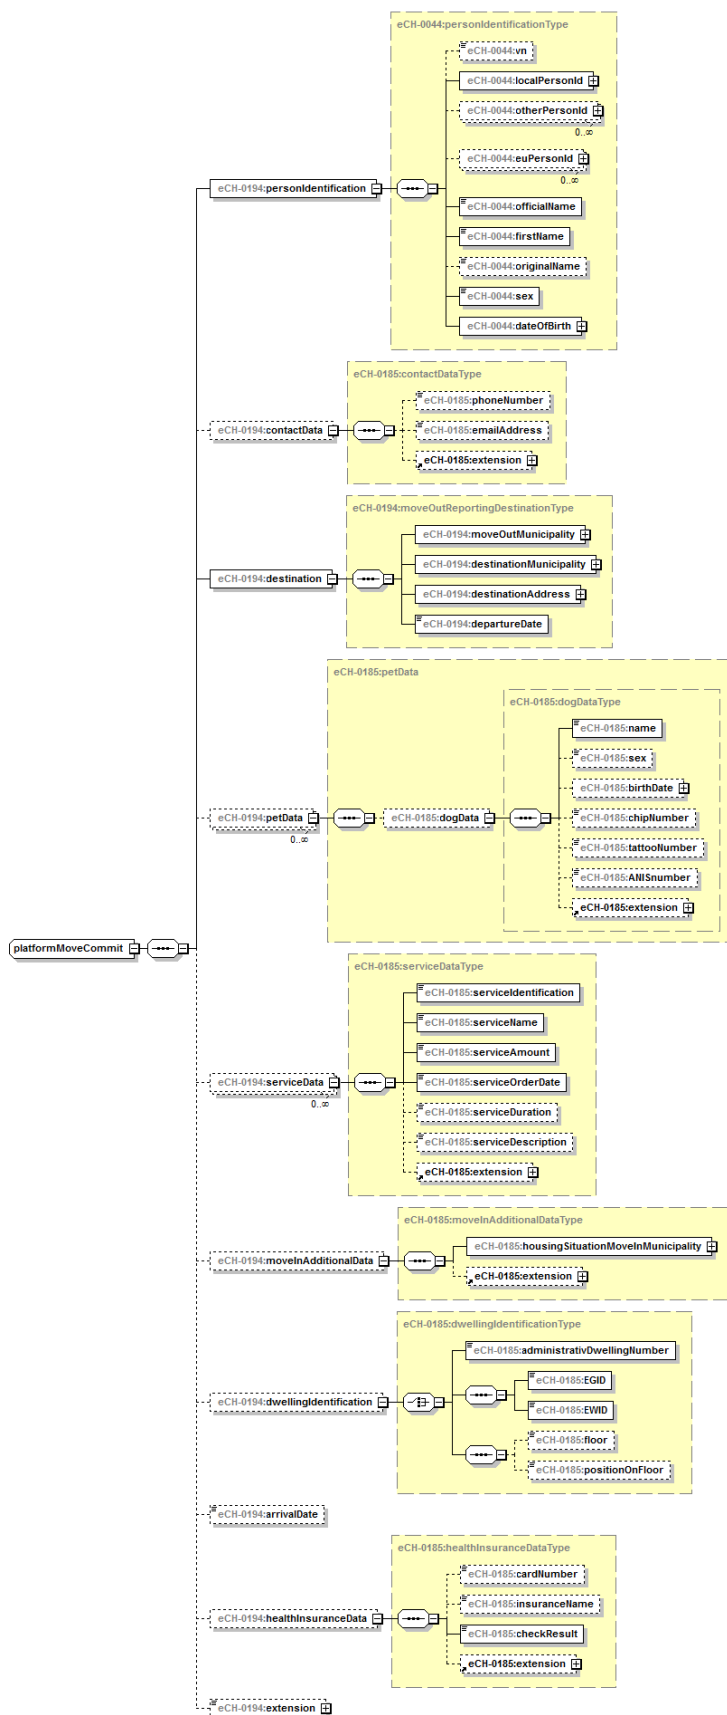 eCH-0044:personIdentificationType
eCH-0044:vn
eCH-0044:localPersonId
eCH-0044:otherPersonId
0..∞
eCH-0044:euPersonId
0..∞
eCH-0194:personIdentification
eCH-0044:officialName
eCH-0044:firstName
eCH-0044:originalName
eCH-0044:sex
eCH-0044:dateOfBirth
eCH-0185:contactDataType
eCH-0185:phoneNumber
eCH-0194:contactData
eCH-0185:emailAddress
eCH-0185:extension
eCH-0194:moveOutReportingDestinationType
eCH-0194:moveOutMunicipality
eCH-0194:destinationMunicipality
eCH-0194:destination
eCH-0194:destinationAddress
eCH-0194:departureDate
eCH-0185:petData
eCH-0185:dogDataType
eCH-0185:name
eCH-0185:sex
eCH-0185:birthDate
eCH-0194:petData
0..∞
eCH-0185:dogData
eCH-0185:chipNumber
eCH-0185:tattooNumber
eCH-0185:ANISnumber
eCH-0185:extension
platformMoveCommit
eCH-0185:serviceDataType
eCH-0185:serviceIdentification
eCH-0185:serviceName
eCH-0185:serviceAmount
eCH-0194:serviceData
0..∞
eCH-0185:serviceOrderDate
eCH-0185:serviceDuration
eCH-0185:serviceDescription
eCH-0185:extension
eCH-0185:moveInAdditionalDataType
eCH-0185:housingSituationMoveInMunicipality
eCH-0194:moveInAdditionalData
eCH-0185:extension
eCH-0185:dwellingIdentificationType
eCH-0185:administrativDwellingNumber
eCH-0185:EGID
eCH-0194:dwellingIdentification
eCH-0185:EWID
eCH-0185:floor
eCH-0185:positionOnFloor
eCH-0194:arrivalDate
eCH-0185:healthInsuranceDataType
eCH-0185:cardNumber
eCH-0185:insuranceName
eCH-0194:healthInsuranceData
eCH-0185:checkResult
eCH-0185:extension
eCH-0194:extension